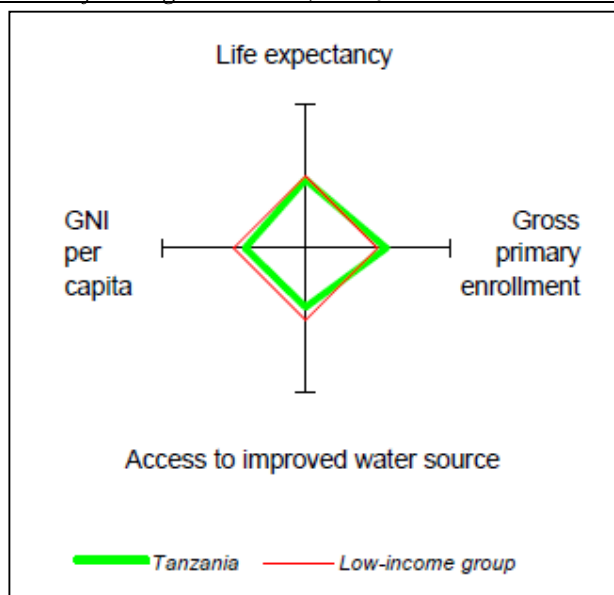 Life expectancy
GNI
per
capita
Gross
primary
enrollment
Access to improved water source
Tanzania
Low-income group